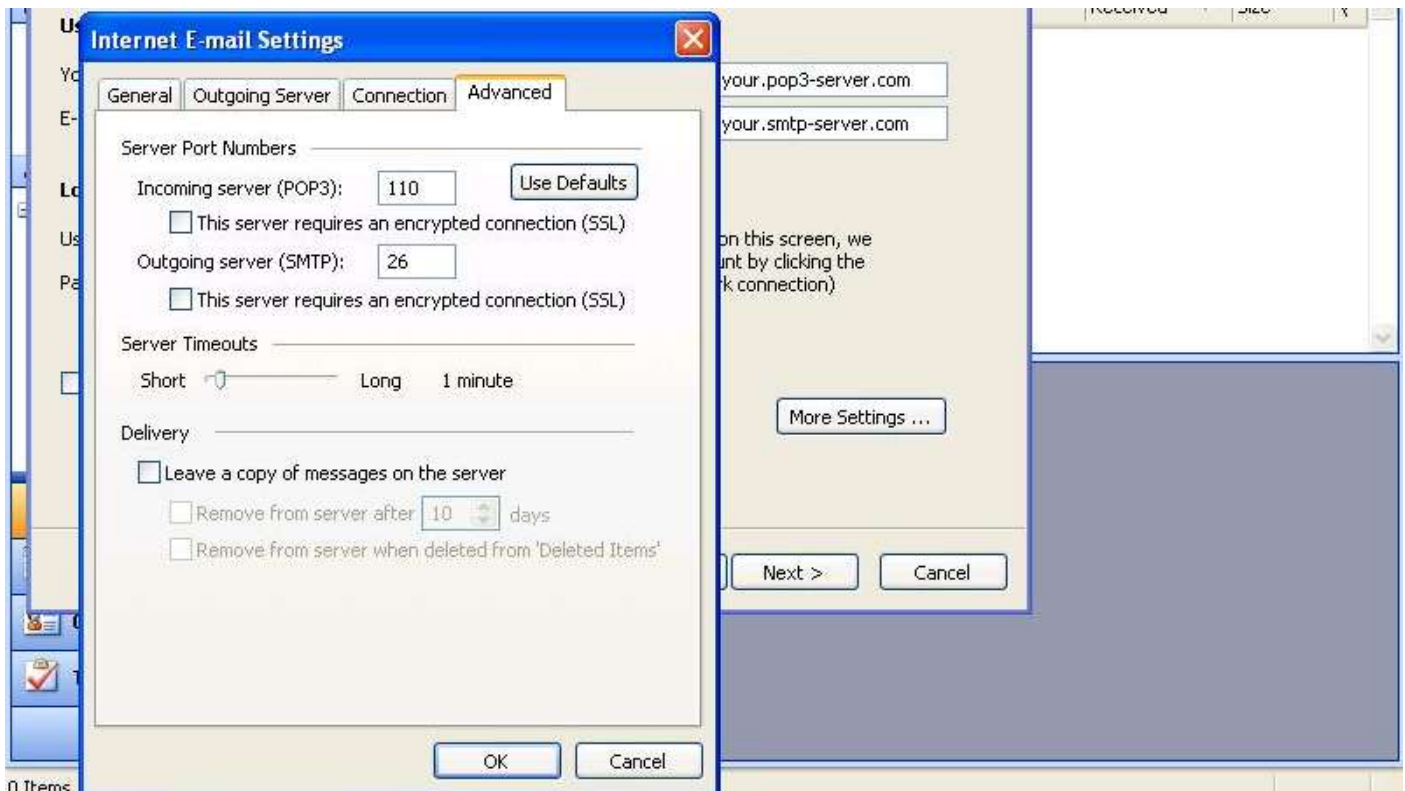 Internet E-mail Settings
General Outgoing Server Connection Advanced
Server Port Numbers
Incoming server (POP3): 110 Use Defaults
This server requires an encrypted connection (SSL)
Outgoing server (SMTP): 26
This server requires an encrypted connection (SSL)
Server Timeouts
Short Long 1 minute
Delivery
Leave a copy of messages on the server
Remove from server after 10 days
Remove from server when deleted from 'Deleted Items'
OK Cancel
your.pop3-server.com
your.smtp-server.com
on this screen, we
by clicking the
connection)
More Settings ...
Next > Cancel
Received Size
0 Items